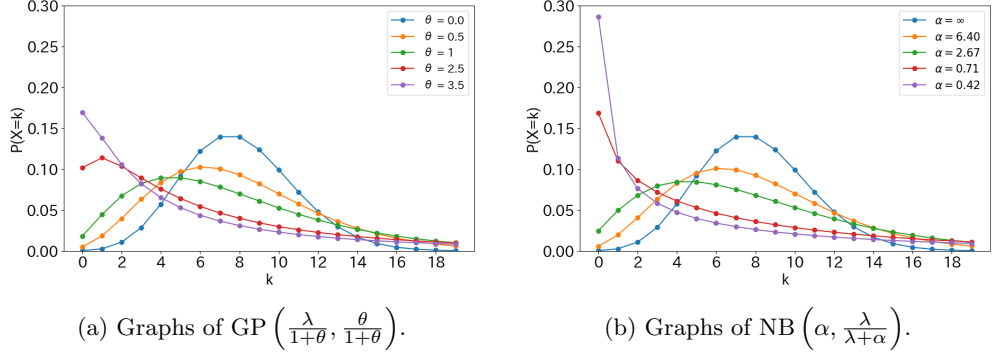 0.30
0.25
0.20
0.15
0.10
0.05
0.00
P(X=k)
0 2 4 6 8 10 12 14 16 18
k
θ = 0.0
θ = 0.5
θ = 1
θ = 2.5
θ = 3.5
(a) Graphs of GP (λ/1+θ, θ/1+θ).
0.30
0.25
0.20
0.15
0.10
0.05
0.00
P(X=k)
0 2 4 6 8 10 12 14 16 18
k
α = ∞
α = 6.40
α = 2.67
α = 0.71
α = 0.42
(b) Graphs of NB (α, λ/λ+α).